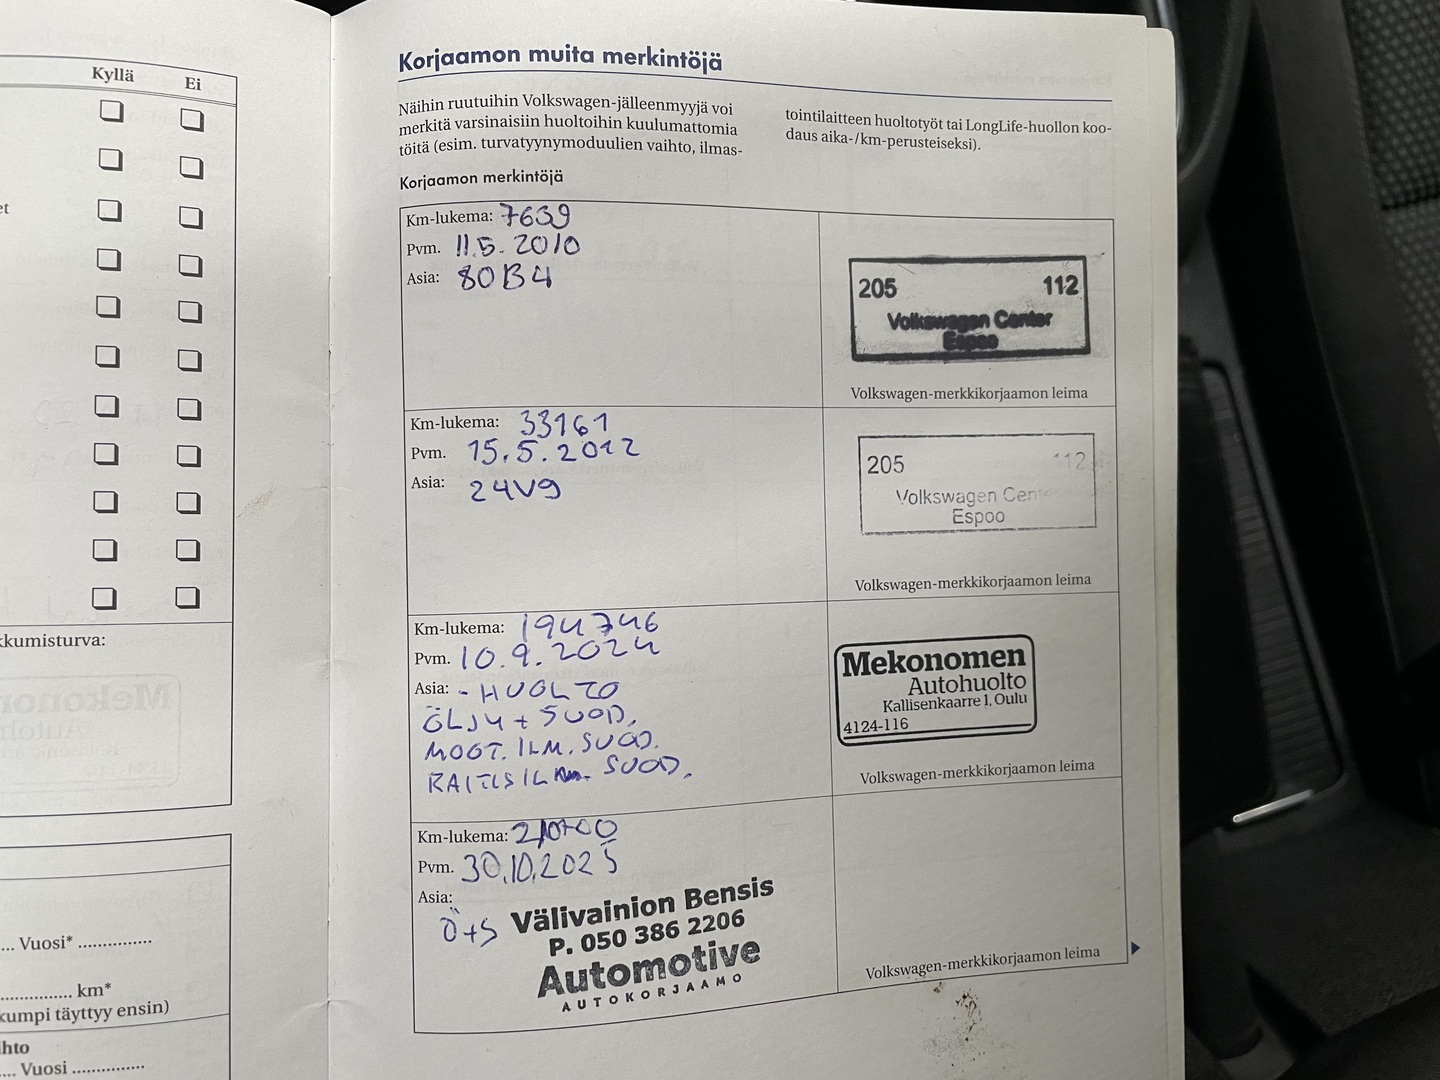 Kyllä Ei
et
kkumisturva:
... Vuosi* ...............
............... km*
kumpi täyttyy ensin)
ihto
.... Vuosi ...............
Korjaamon muita merkintöjä
Näihin ruutuihin Volkswagen-jälleenmyyjä voi
merkitä varsinaisiin huoltoihin kuulumattomia
töitä (esim. turvatyynymoduulien vaihto, ilmas-
tointilaitteen huoltotyöt tai LongLife-huollon koo-
daus aika-/km-perusteiseksi).
Korjaamon merkintöjä
Km-lukema: 7639
Pvm. 11.5.2010
Asia: 80B4
205 112
Volkswagen Center
Espoo
Volkswagen-merkkikorjaamon leima
Km-lukema: 33161
Pvm. 15.5.2012
Asia: 24V9
205 112
Volkswagen Center
Espoo
Volkswagen-merkkikorjaamon leima
Km-lukema: 194746
Pvm. 10.9.2024
Asia: - HUOLTO
ÖLJY + SUOD.
MOOT. ILM. SUOD.
RAITISILM. SUOD.
Mekonomen
Autohuolto
Kallisenkaarre 1, Oulu
4124-116
Volkswagen-merkkikorjaamon leima
Km-lukema:
Pvm. 30.10.2025
Asia:
Ö+S
Välivainion Bensis
P. 050 386 2206
Automotive
AUTOKORJAAMO
Volkswagen-merkkikorjaamon leima